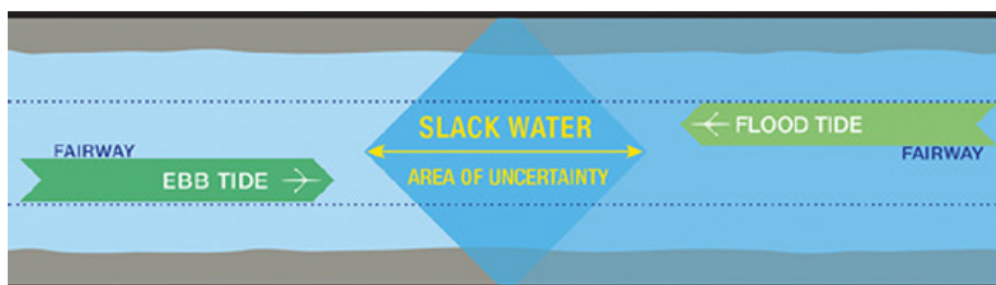 FAIRWAY
EBB TIDE
SLACK WATER
AREA OF UNCERTAINTY
FLOOD TIDE
FAIRWAY